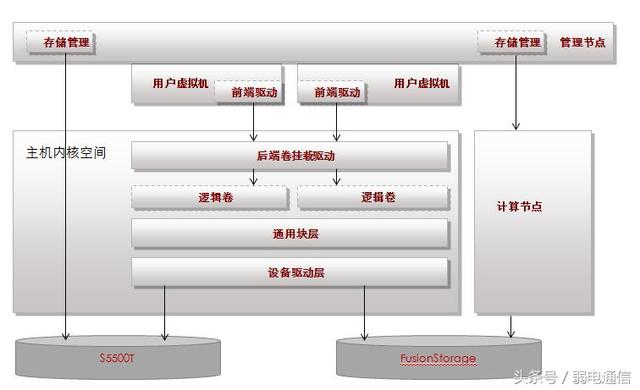 存储管理
存储管理
管理节点
用户虚拟机
前端驱动
前端驱动
用户虚拟机
主机内核空间
后端卷挂载驱动
逻辑卷
逻辑卷
计算节点
通用块层
设备驱动层
S5500T
FusionStorage
头条号 / 弱电通信